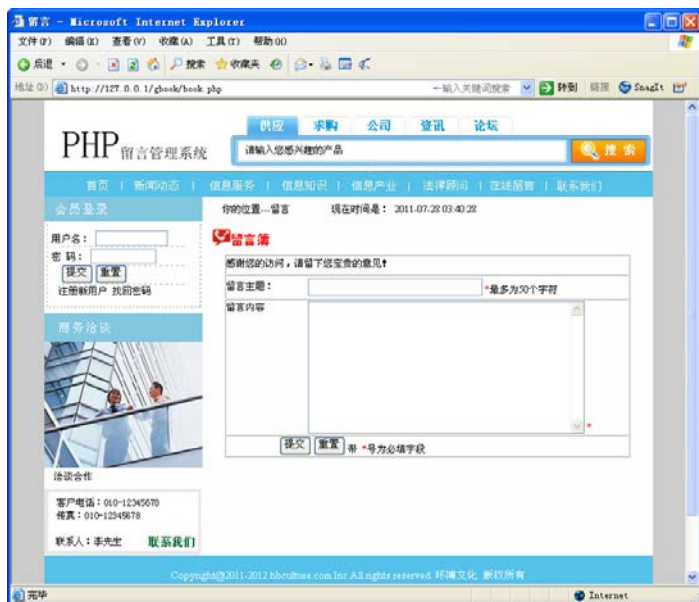 留言 - Microsoft Internet Explorer
文件(F) 编辑(E) 查看(V) 收藏(A) 工具(T) 帮助(H)
后退 搜索 收藏夹
地址(D) http://127.0.0.1/gbook/book.php 输入关键词搜索 转到 链接 SnagIt
PHP留言管理系统
供应 求购 公司 资讯 论坛
请输入您感兴趣的产品 搜索
首页 | 新闻动态 | 信息服务 | 信息知识 | 信息产业 | 法律顾问 | 在线留言 | 联系我们
会员登录
你的位置---留言 现在时间是: 2011-07-28 03:40:28
用户名:
密 码:
提交 重置
注册新用户 找回密码
留言簿
感谢您的访问,请留下您宝贵的意见!
留言主题: *最多为50个字符
留言内容
*
提交 重置 带 *号为必填字段
商务洽谈
洽谈合作
客户电话:010-12345678
传真:010-12345678
联系人:李先生 联系我们
Copyright@2011-2012 hbculture.com Inc All rights reserved. 环博文化 版权所有
完毕 Internet